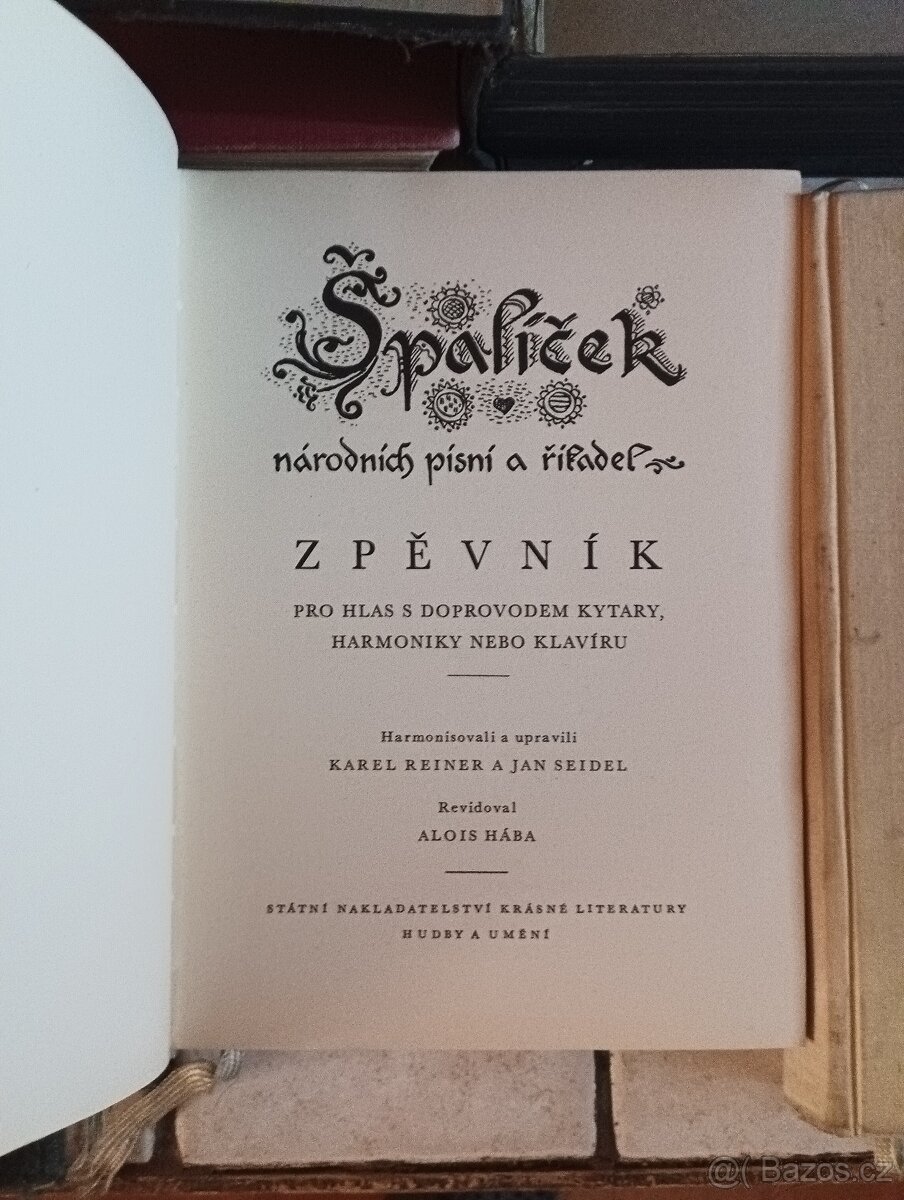 Špalíček
národních písní a říkadel
ZPĚVNÍK
PRO HLAS S DOPROVODEM KYTARY,
HARMONIKY NEBO KLAVÍRU
Harmonisovali a upravili
KAREL REINER A JAN SEIDEL
Revidoval
ALOIS HÁBA
STÁTNÍ NAKLADATELSTVÍ KRÁSNÉ LITERATURY
HUDBY A UMĚNÍ
@( Bazos.cz